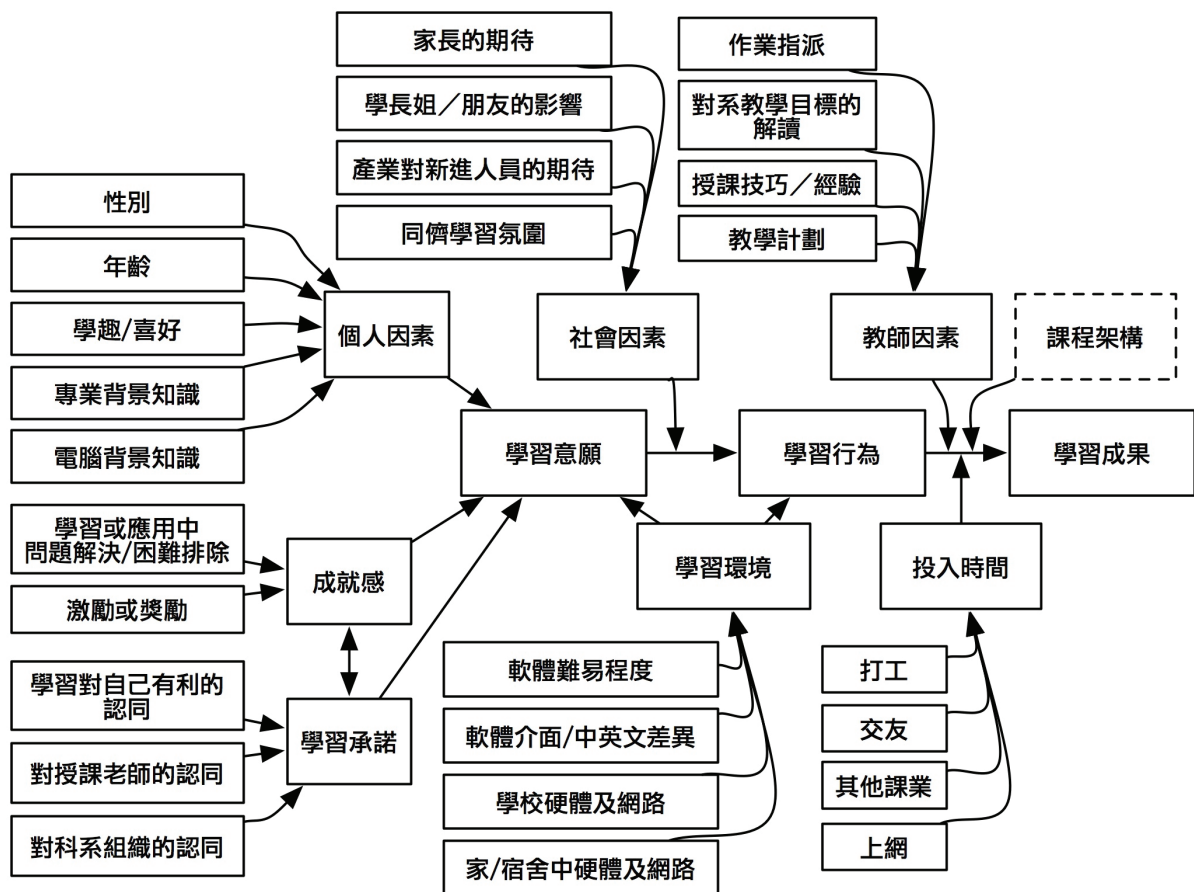 家長的期待
作業指派
學長姐／朋友的影響
對系教學目標的
解讀
產業對新進人員的期待
授課技巧／經驗
性別
同儕學習氛圍
教學計劃
年齡
學趣/喜好
個人因素
社會因素
教師因素
課程架構
專業背景知識
電腦背景知識
學習意願
學習行為
學習成果
學習或應用中
問題解決/困難排除
成就感
學習環境
投入時間
激勵或獎勵
學習對自己有利的
認同
軟體難易程度
打工
學習承諾
軟體介面/中英文差異
交友
對授課老師的認同
學校硬體及網路
其他課業
對科系組織的認同
家/宿舍中硬體及網路
上網